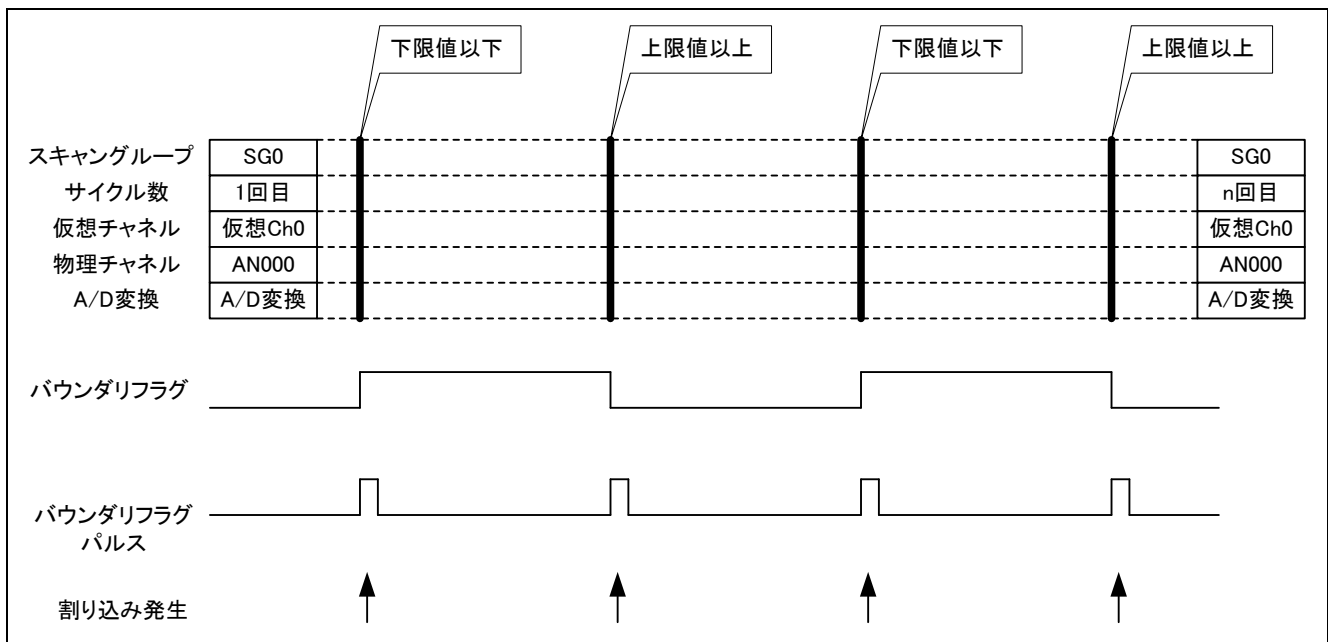 下限値以下
上限値以上
下限値以下
上限値以上
スキャングループ SG0 SG0
サイクル数 1回目 n回目
仮想チャネル 仮想Ch0 仮想Ch0
物理チャネル AN000 AN000
A/D変換 A/D変換 A/D変換
バウンダリフラグ
バウンダリフラグ
パルス
割り込み発生